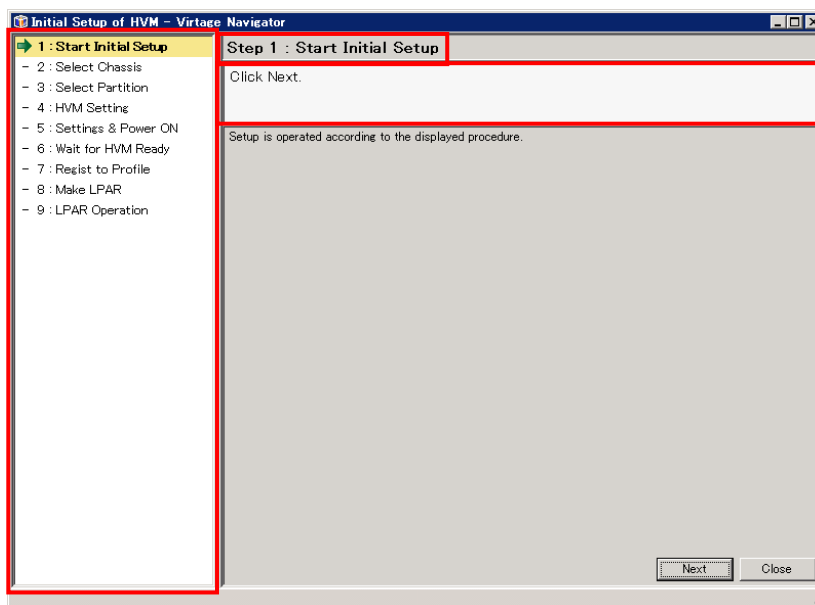 Initial Setup of HVM - Virtage Navigator
1 : Start Initial Setup
- 2 : Select Chassis
- 3 : Select Partition
- 4 : HVM Setting
- 5 : Settings & Power ON
- 6 : Wait for HVM Ready
- 7 : Regist to Profile
- 8 : Make LPAR
- 9 : LPAR Operation
Step 1 : Start Initial Setup
Click Next.
Setup is operated according to the displayed procedure.
Next
Close